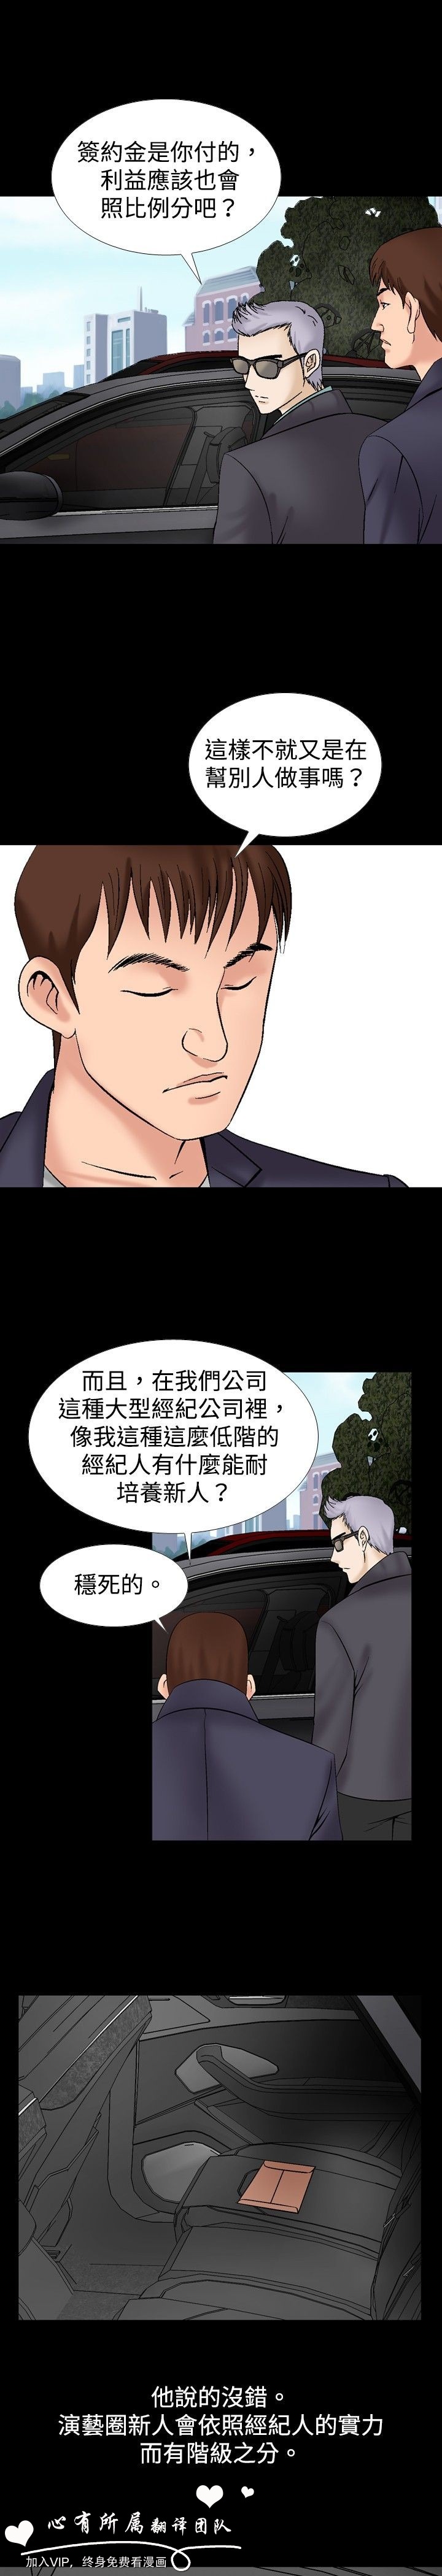 簽約金是你付的，
利益應該也會
照比例分吧？
這樣不就又是在
幫別人做事嗎？
而且，在我們公司
這種大型經紀公司裡，
像我這種這麼低階的
經紀人有什麼能耐
培養新人？
穩死的。
他說的沒錯。
演藝圈新人會依照經紀人的實力
而有階級之分。
心有所属翻译团队
加入VIP，终身免费看漫画